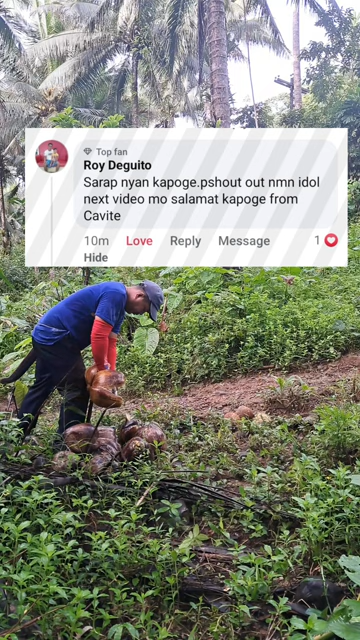 Top fan
Roy Deguito
Sarap nyan kapoge.pshout out nmn idol
next video mo salamat kapoge from
Cavite
10m Love Reply Message 1
Hide